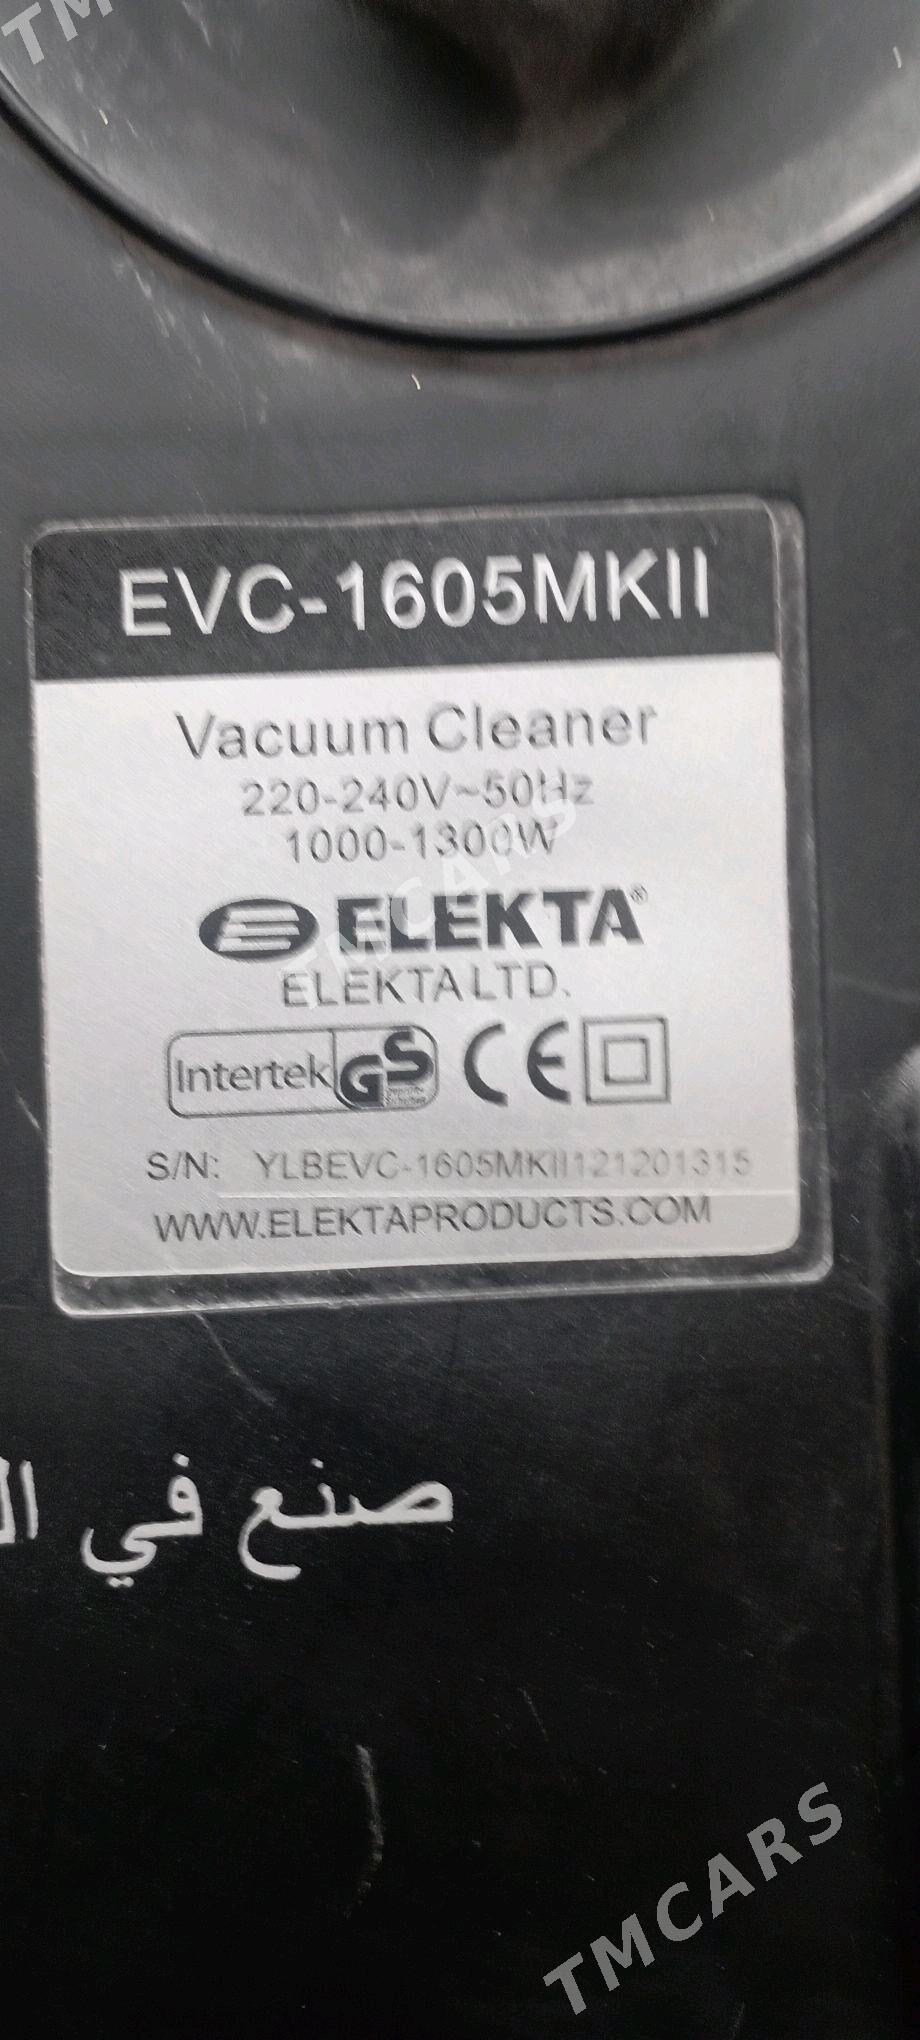 EVC-1605MKII
Vacuum Cleaner
220-240V~50Hz
1000-1300W
ELEKTA®
ELEKTA LTD.
Intertek GS CE
S/N: YLBEVC-1605MKII121201315
WWW.ELEKTAPRODUCTS.COM
صنع في
TMCARS
TMCARS